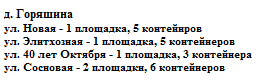 д. Горяшина
ул. Новая - 1 площадка, 5 контейнров
ул. Элитхозная - 1 площадка, 5 контейнеров
ул. 40 лет Октября - 1 площадка, 3 контейнера
ул. Сосновая - 2 площадки, 6 контейнеров